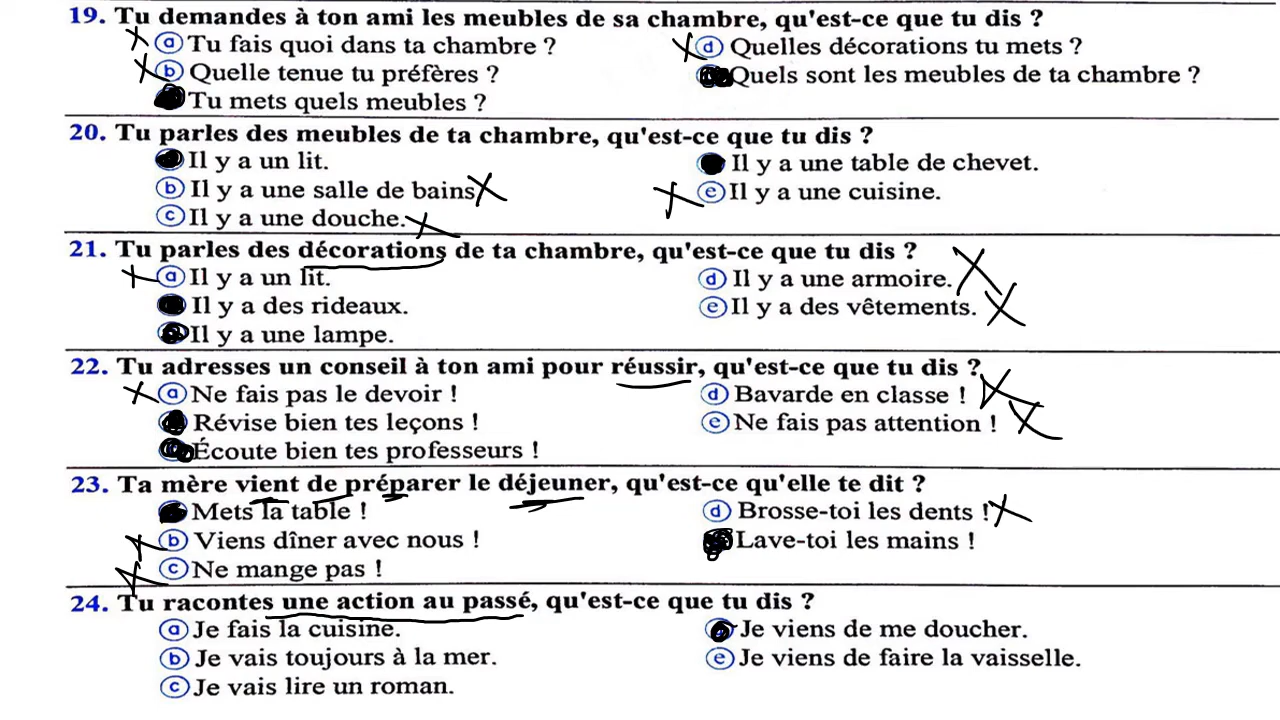 19. Tu demandes à ton ami les meubles de sa chambre, qu'est-ce que tu dis ?
a Tu fais quoi dans ta chambre ?
d Quelles décorations tu mets ?
b Quelle tenue tu préfères ?
Quels sont les meubles de ta chambre ?
Tu mets quels meubles ?
20. Tu parles des meubles de ta chambre, qu'est-ce que tu dis ?
Il y a un lit.
Il y a une table de chevet.
b Il y a une salle de bains
e Il y a une cuisine.
c Il y a une douche.
21. Tu parles des décorations de ta chambre, qu'est-ce que tu dis ?
a Il y a un lit.
d Il y a une armoire.
Il y a des rideaux.
e Il y a des vêtements.
Il y a une lampe.
22. Tu adresses un conseil à ton ami pour réussir, qu'est-ce que tu dis ?
a Ne fais pas le devoir !
d Bavarde en classe !
Révise bien tes leçons !
e Ne fais pas attention !
Écoute bien tes professeurs !
23. Ta mère vient de préparer le déjeuner, qu'est-ce qu'elle te dit ?
Mets la table !
d Brosse-toi les dents !
b Viens dîner avec nous !
Lave-toi les mains !
c Ne mange pas !
24. Tu racontes une action au passé, qu'est-ce que tu dis ?
a Je fais la cuisine.
Je viens de me doucher.
b Je vais toujours à la mer.
e Je viens de faire la vaisselle.
c Je vais lire un roman.